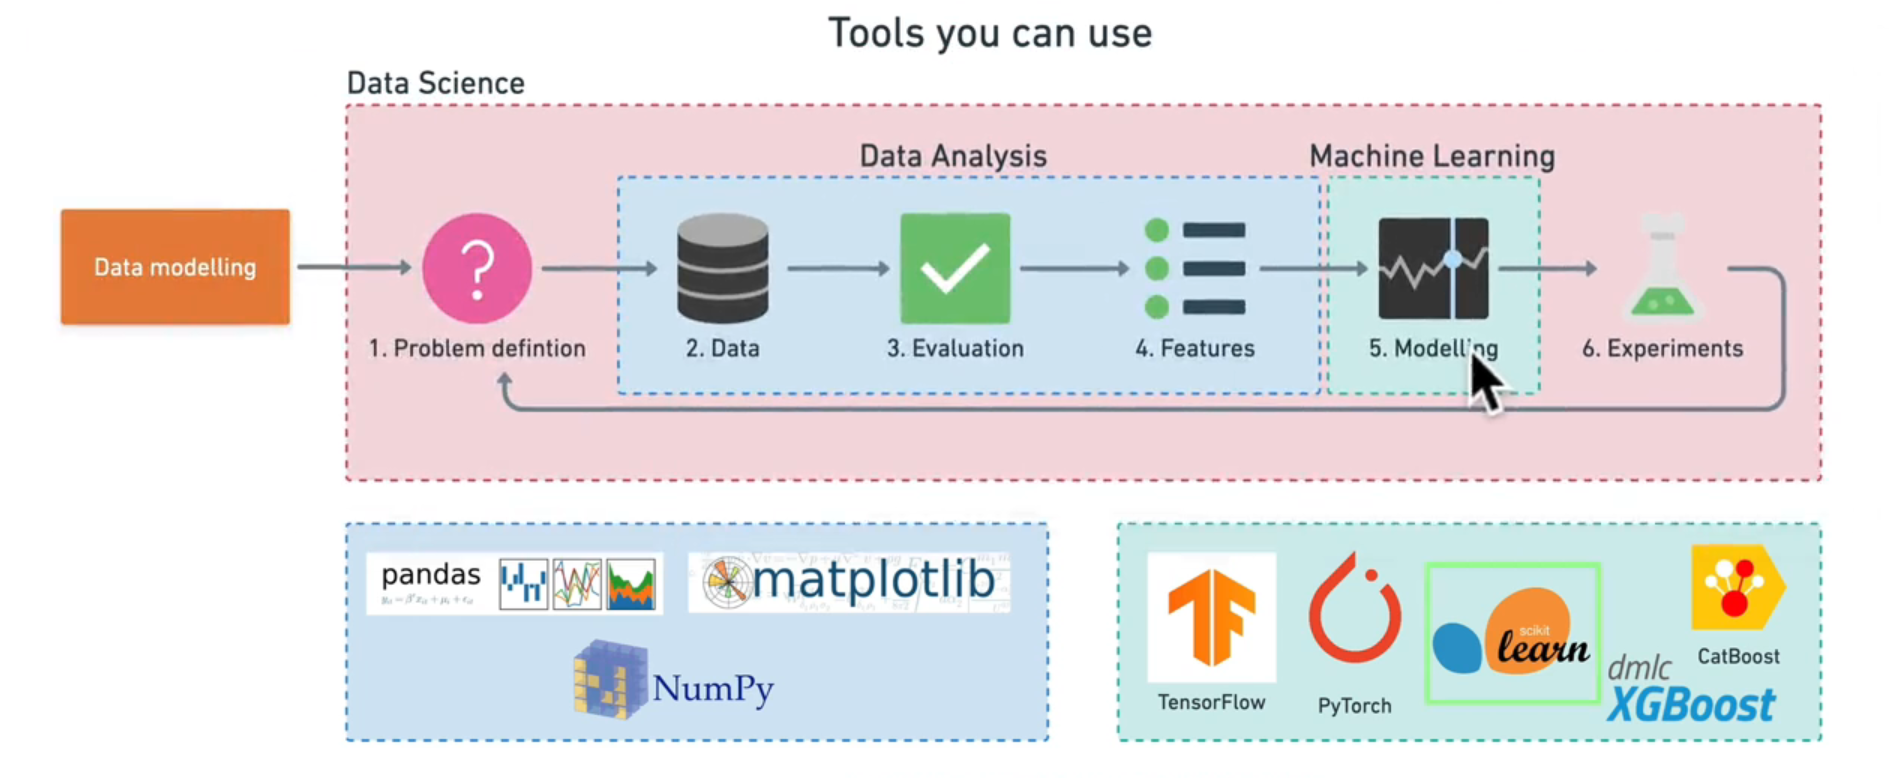 Tools you can use
Data Science
Data Analysis
Machine Learning
Data modelling
?
1. Problem defintion
2. Data
3. Evaluation
4. Features
5. Modelling
6. Experiments
pandas
matplotlib
NumPy
TensorFlow
PyTorch
scikit
learn
CatBoost
dmlc
XGBoost